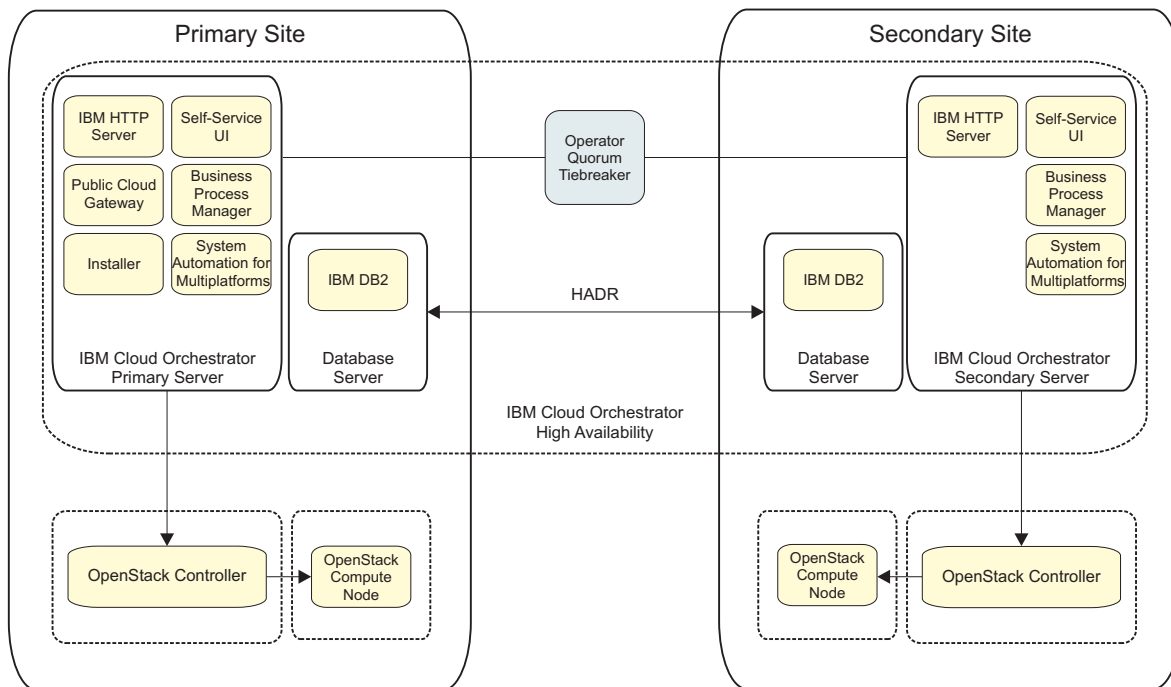 Primary Site
Secondary Site
IBM HTTP
Server
Self-Service
UI
Public Cloud
Gateway
Business
Process
Manager
Installer
System
Automation for
Multiplatforms
IBM Cloud Orchestrator
Primary Server
IBM DB2
Database
Server
Operator
Quorum
Tiebreaker
HADR
IBM DB2
Database
Server
IBM HTTP
Server
Self-Service
UI
Business
Process
Manager
System
Automation for
Multiplatforms
IBM Cloud Orchestrator
Secondary Server
IBM Cloud Orchestrator
High Availability
OpenStack Controller
OpenStack
Compute
Node
OpenStack
Compute
Node
OpenStack Controller